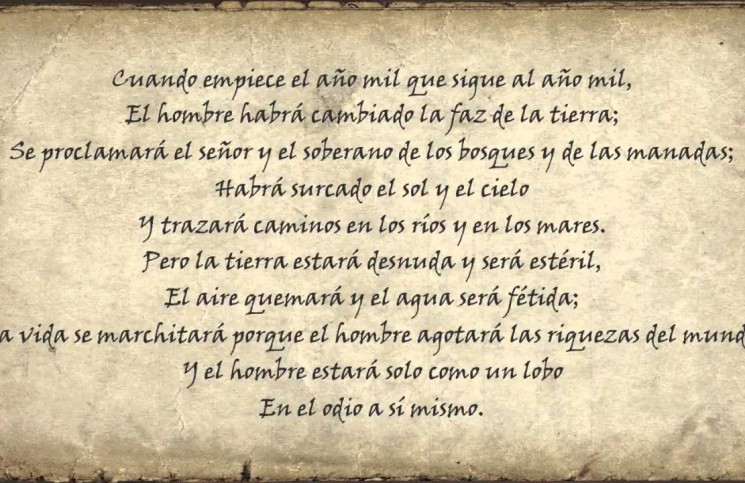 Cuando empiece el año mil que sigue al año mil,
El hombre habrá cambiado la faz de la tierra;
Se proclamará el señor y el soberano de los bosques y de las manadas;
Habrá surcado el sol y el cielo
Y trazará caminos en los ríos y en los mares.
Pero la tierra estará desnuda y será estéril,
El aire quemará y el agua será fétida;
a vida se marchitará porque el hombre agotará las riquezas del mund
Y el hombre estará solo como un lobo
En el odio a sí mismo.